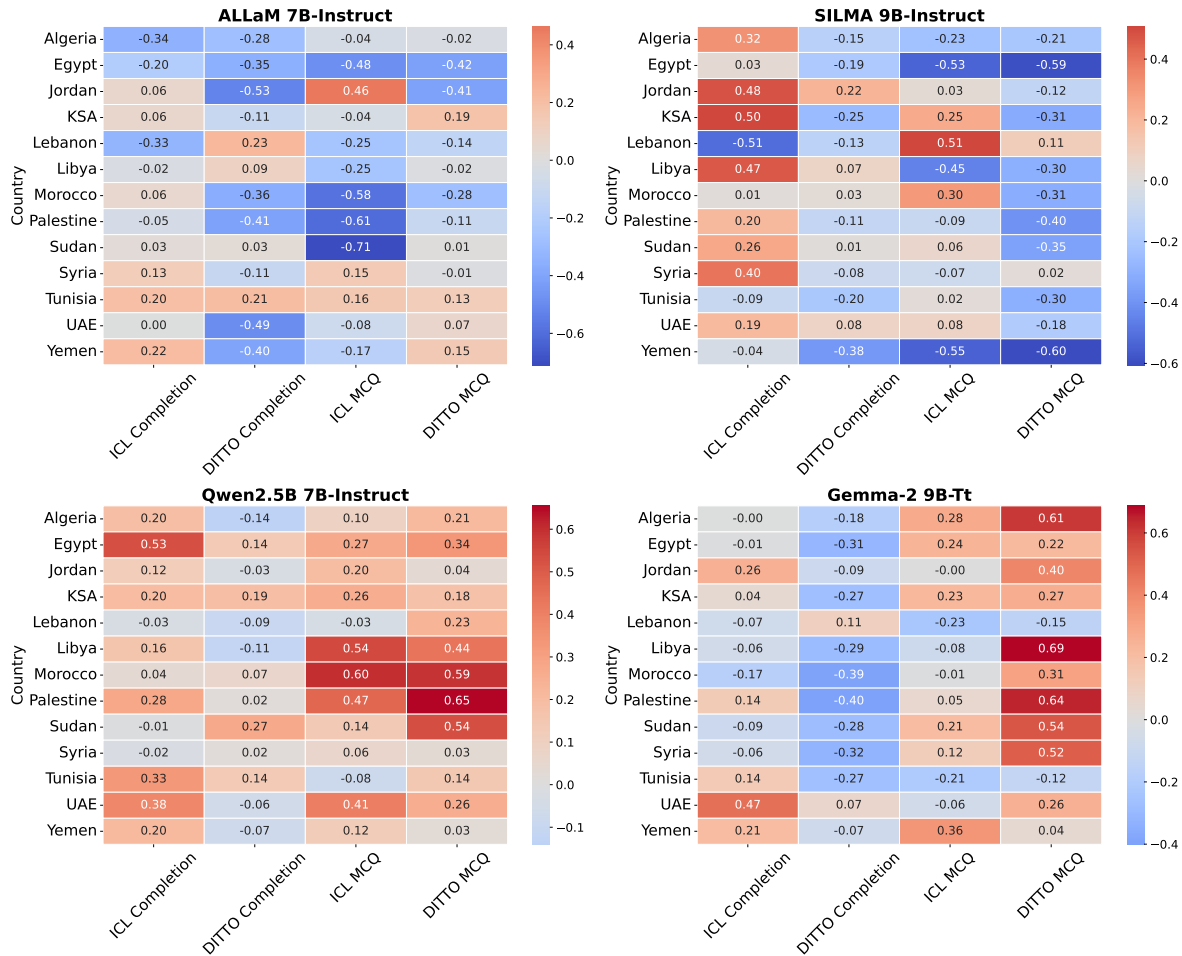 ALLaM 7B-Instruct
Country
Algeria -0.34 -0.28 -0.04 -0.02
Egypt -0.20 -0.35 -0.48 -0.42
Jordan 0.06 -0.53 0.46 -0.41
KSA 0.06 -0.11 -0.04 0.19
Lebanon -0.33 0.23 -0.25 -0.14
Libya -0.02 0.09 -0.25 -0.02
Morocco 0.06 -0.36 -0.58 -0.28
Palestine -0.05 -0.41 -0.61 -0.11
Sudan 0.03 0.03 -0.71 0.01
Syria 0.13 -0.11 0.15 -0.01
Tunisia 0.20 0.21 0.16 0.13
UAE 0.00 -0.49 -0.08 0.07
Yemen 0.22 -0.40 -0.17 0.15
ICL Completion
DITTO Completion
ICL MCQ
DITTO MCQ
0.4
0.2
0.0
−0.2
−0.4
−0.6
SILMA 9B-Instruct
Country
Algeria 0.32 -0.15 -0.23 -0.21
Egypt 0.03 -0.19 -0.53 -0.59
Jordan 0.48 0.22 0.03 -0.12
KSA 0.50 -0.25 0.25 -0.31
Lebanon -0.51 -0.13 0.51 0.11
Libya 0.47 0.07 -0.45 -0.30
Morocco 0.01 0.03 0.30 -0.31
Palestine 0.20 -0.11 -0.09 -0.40
Sudan 0.26 0.01 0.06 -0.35
Syria 0.40 -0.08 -0.07 0.02
Tunisia -0.09 -0.20 0.02 -0.30
UAE 0.19 0.08 0.08 -0.18
Yemen -0.04 -0.38 -0.55 -0.60
ICL Completion
DITTO Completion
ICL MCQ
DITTO MCQ
0.4
0.2
0.0
−0.2
−0.4
−0.6
Qwen2.5B 7B-Instruct
Country
Algeria 0.20 -0.14 0.10 0.21
Egypt 0.53 0.14 0.27 0.34
Jordan 0.12 -0.03 0.20 0.04
KSA 0.20 0.19 0.26 0.18
Lebanon -0.03 -0.09 -0.03 0.23
Libya 0.16 -0.11 0.54 0.44
Morocco 0.04 0.07 0.60 0.59
Palestine 0.28 0.02 0.47 0.65
Sudan -0.01 0.27 0.14 0.54
Syria -0.02 0.02 0.06 0.03
Tunisia 0.33 0.14 -0.08 0.14
UAE 0.38 -0.06 0.41 0.26
Yemen 0.20 -0.07 0.12 0.03
ICL Completion
DITTO Completion
ICL MCQ
DITTO MCQ
0.6
0.5
0.4
0.3
0.2
0.1
0.0
−0.1
Gemma-2 9B-Tt
Country
Algeria -0.00 -0.18 0.28 0.61
Egypt -0.01 -0.31 0.24 0.22
Jordan 0.26 -0.09 -0.00 0.40
KSA 0.04 -0.27 0.23 0.27
Lebanon -0.07 0.11 -0.23 -0.15
Libya -0.06 -0.29 -0.08 0.69
Morocco -0.17 -0.39 -0.01 0.31
Palestine 0.14 -0.40 0.05 0.64
Sudan -0.09 -0.28 0.21 0.54
Syria -0.06 -0.32 0.12 0.52
Tunisia 0.14 -0.27 -0.21 -0.12
UAE 0.47 0.07 -0.06 0.26
Yemen 0.21 -0.07 0.36 0.04
ICL Completion
DITTO Completion
ICL MCQ
DITTO MCQ
0.6
0.4
0.2
0.0
−0.2
−0.4